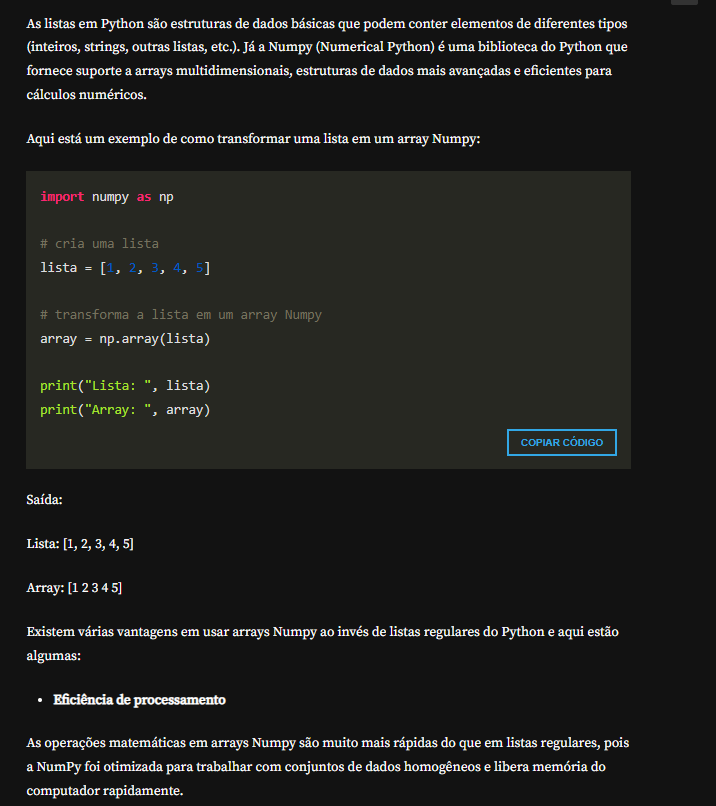 As listas em Python são estruturas de dados básicas que podem conter elementos de diferentes tipos
(inteiros, strings, outras listas, etc.). Já a Numpy (Numerical Python) é uma biblioteca do Python que
fornece suporte a arrays multidimensionais, estruturas de dados mais avançadas e eficientes para
cálculos numéricos.
Aqui está um exemplo de como transformar uma lista em um array Numpy:
import numpy as np
# cria uma lista
lista = [1, 2, 3, 4, 5]
# transforma a lista em um array Numpy
array = np.array(lista)
print("Lista: ", lista)
print("Array: ", array)
COPIAR CÓDIGO
Saída:
Lista: [1, 2, 3, 4, 5]
Array: [1 2 3 4 5]
Existem várias vantagens em usar arrays Numpy ao invés de listas regulares do Python e aqui estão
algumas:
• Eficiência de processamento
As operações matemáticas em arrays Numpy são muito mais rápidas do que em listas regulares, pois
a NumPy foi otimizada para trabalhar com conjuntos de dados homogêneos e libera memória do
computador rapidamente.